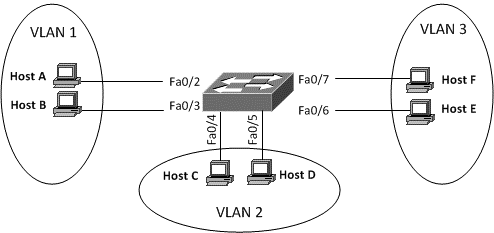 VLAN 1
Host A
Host B
Fa0/2
Fa0/3
Fa0/4
Fa0/5
Fa0/7
Fa0/6
VLAN 3
Host F
Host E
Host C
Host D
VLAN 2